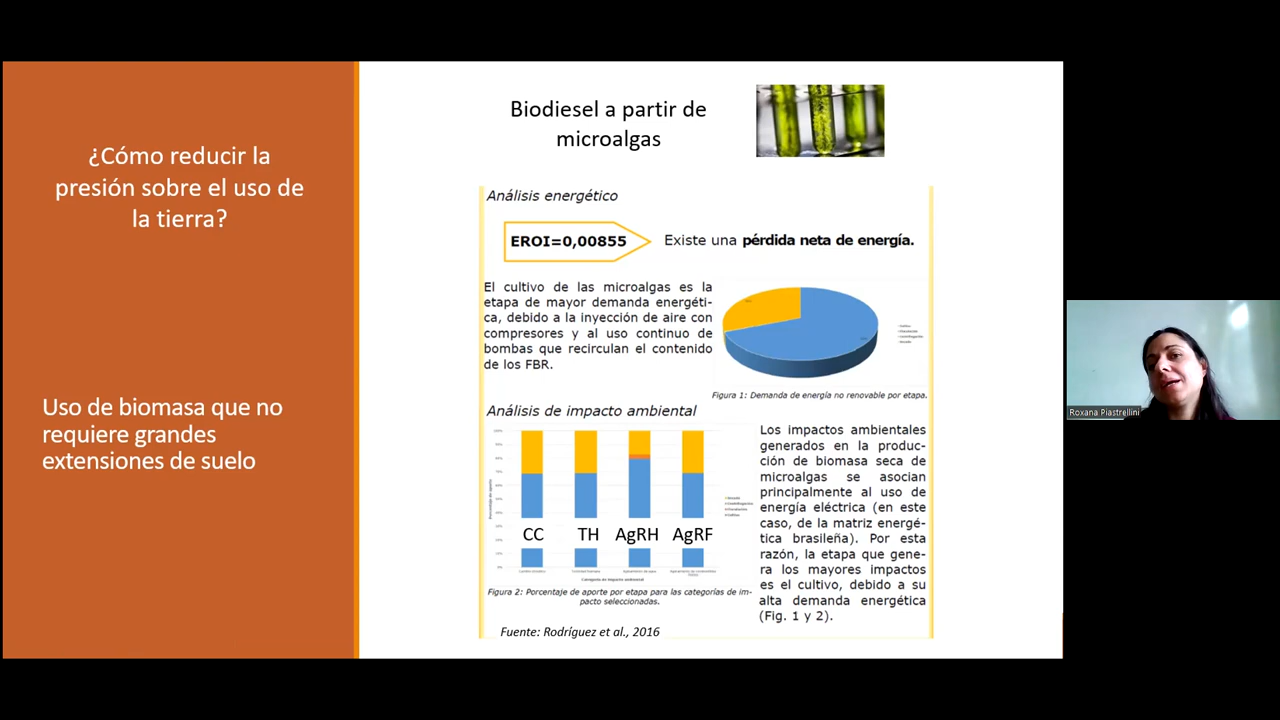 ¿Cómo reducir la
presión sobre el uso de
la tierra?
Uso de biomasa que no
requiere grandes
extensiones de suelo
Biodiesel a partir de
microalgas
Análisis energético
EROI=0,00855
Existe una pérdida neta de energía.
El cultivo de las microalgas es la
etapa de mayor demanda energéti-
ca, debido a la inyección de aire con
compresores y al uso continuo de
bombas que recirculan el contenido
de los FBR.
Figura 1: Demanda de energía no renovable por etapa.
Análisis de impacto ambiental
CC TH AgRH AgRF
Figura 2: Porcentaje de aporte por etapa para las categorías de im-
pacto seleccionadas.
Los impactos ambientales
generados en la produc-
ción de biomasa seca de
microalgas se asocian
principalmente al uso de
energía eléctrica (en este
caso, de la matriz energé-
tica brasileña). Por esta
razón, la etapa que gene-
ra los mayores impactos
es el cultivo, debido a su
alta demanda energética
(Fig. 1 y 2).
Fuente: Rodríguez et al., 2016
Roxana Piastrellini